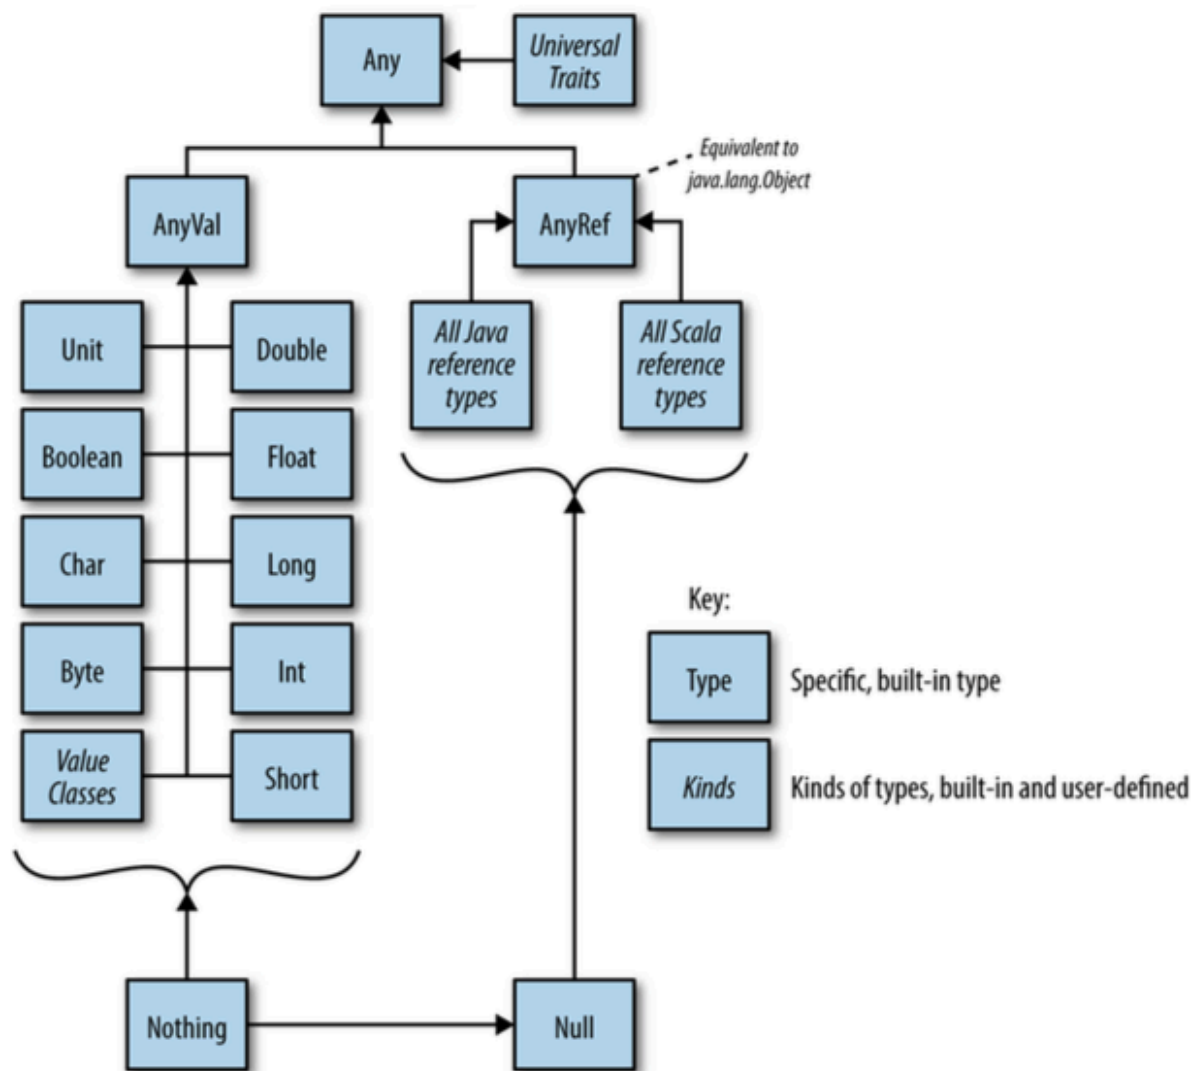 Any
Universal
Traits
Equivalent to
java.lang.Object
AnyVal
AnyRef
Unit
Double
All Java
reference
types
All Scala
reference
types
Boolean
Float
Char
Long
Key:
Byte
Int
Type
Specific, built-in type
Value
Classes
Short
Kinds
Kinds of types, built-in and user-defined
Nothing
Null